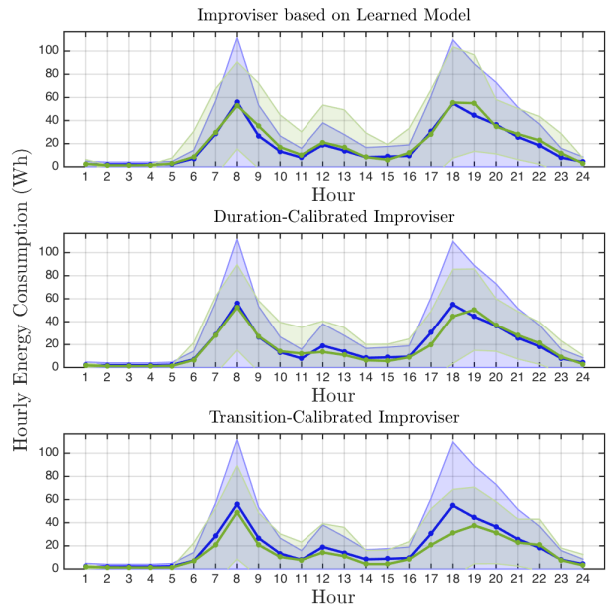 Improviser based on Learned Model
100
80
60
40
20
0
1 2 3 4 5 6 7 8 9 10 11 12 13 14 15 16 17 18 19 20 21 22 23 24
Hour
Duration-Calibrated Improviser
100
80
60
40
20
0
1 2 3 4 5 6 7 8 9 10 11 12 13 14 15 16 17 18 19 20 21 22 23 24
Hour
Transition-Calibrated Improviser
100
80
60
40
20
0
1 2 3 4 5 6 7 8 9 10 11 12 13 14 15 16 17 18 19 20 21 22 23 24
Hour
Hourly Energy Consumption (Wh)